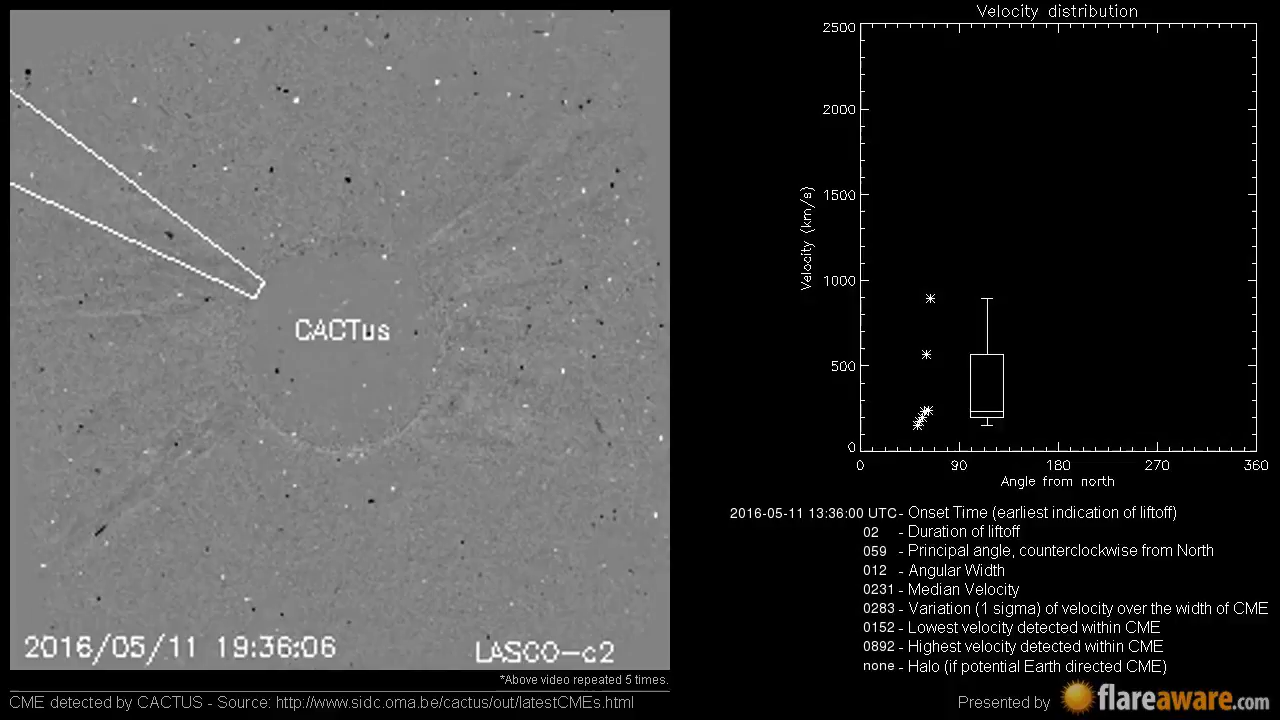 Velocity distribution
2500
2000
1500
1000
500
0
Velocity (km/s)
0 90 180 270 360
Angle from north
CACTus
2016/05/11 19:36:06
LASCO-c2
*Above video repeated 5 times.
CME detected by CACTUS - Source: http://www.sidc.oma.be/cactus/out/latestCMEs.html
2016-05-11 13:36:00 UTC - Onset Time (earliest indication of liftoff)
02 - Duration of liftoff
059 - Principal angle, counterclockwise from North
012 - Angular Width
0231 - Median Velocity
0283 - Variation (1 sigma) of velocity over the width of CME
0152 - Lowest velocity detected within CME
0892 - Highest velocity detected within CME
none - Halo (if potential Earth directed CME)
Presented by flareaware.com